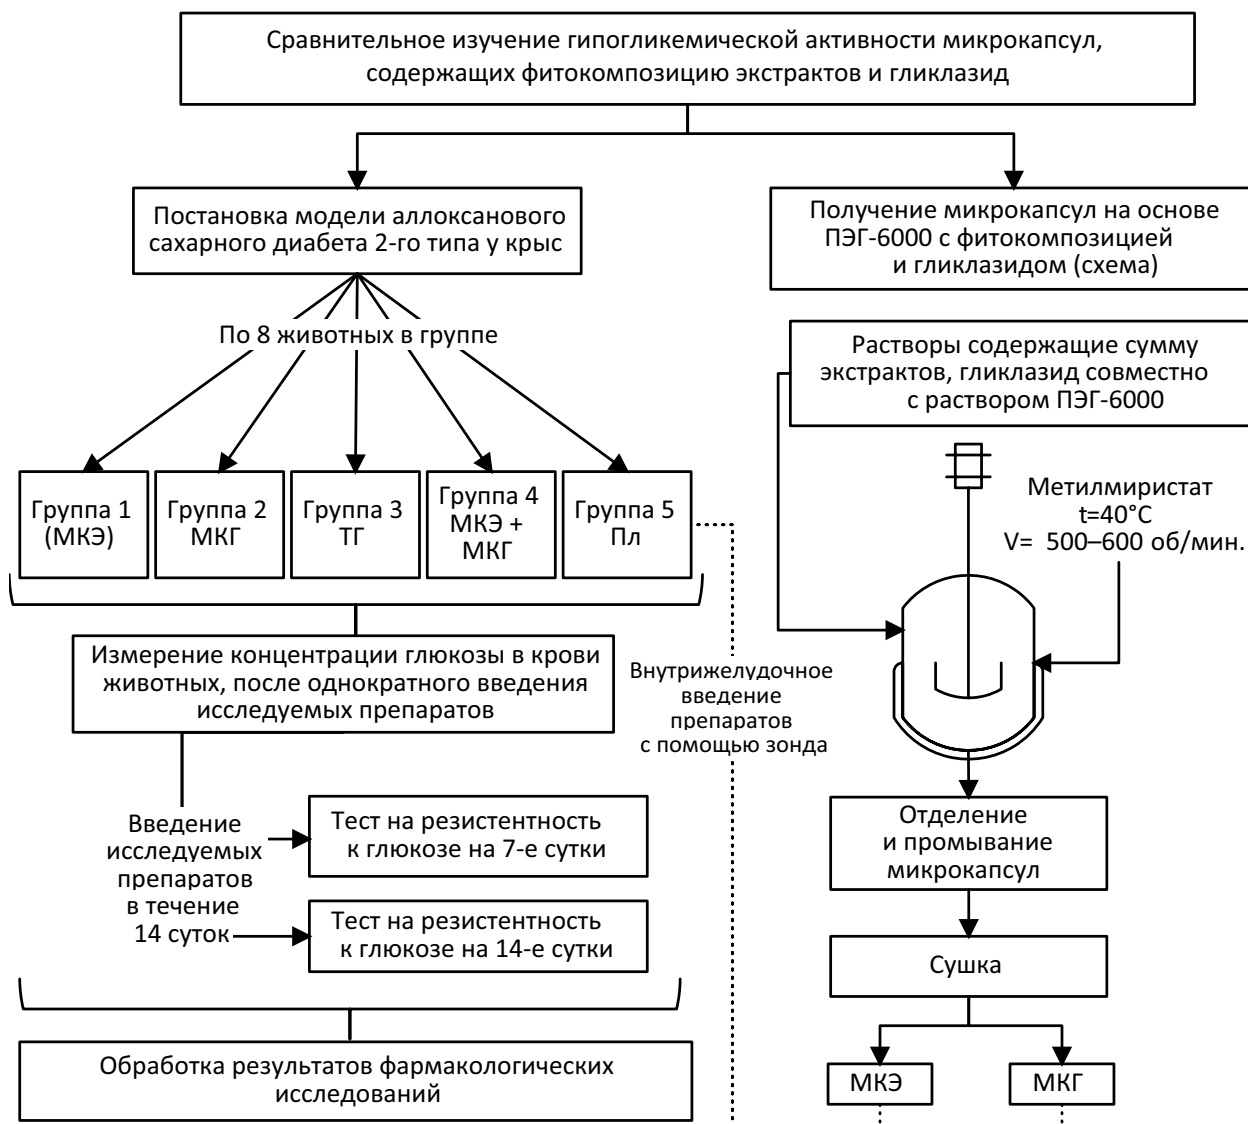 Сравнительное изучение гипогликемической активности микрокапсул,
содержащих фитокомпозицию экстрактов и гликлазид
Постановка модели аллоксанового
сахарного диабета 2-го типа у крыс
По 8 животных в группе
Группа 1
(МКЭ)
Группа 2
МКГ
Группа 3
ТГ
Группа 4
МКЭ +
МКГ
Группа 5
Пл
Измерение концентрации глюкозы в крови
животных, после однократного введения
исследуемых препаратов
Внутрижелудочное
введение
препаратов
с помощью зонда
Введение
исследуемых
препаратов
в течение
14 суток
Тест на резистентность
к глюкозе на 7-е сутки
Тест на резистентность
к глюкозе на 14-е сутки
Обработка результатов фармакологических
исследований
Получение микрокапсул на основе
ПЭГ-6000 с фитокомпозицией
и гликлазидом (схема)
Растворы содержащие сумму
экстрактов, гликлазид совместно
с раствором ПЭГ-6000
Метилмиристат
t=40°C
V= 500–600 об/мин.
Отделение
и промывание
микрокапсул
Сушка
МКЭ
МКГ